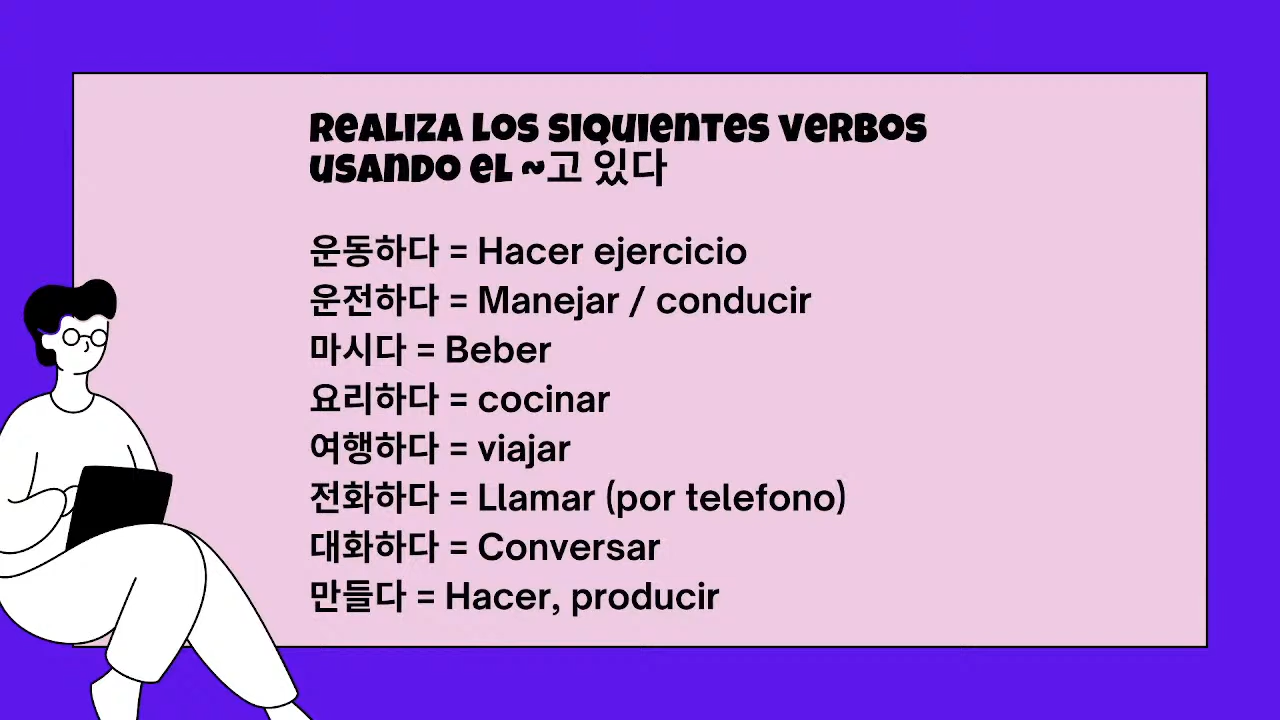 Realiza los siquientes verbos
usando el ~고 있다
운동하다 = Hacer ejercicio
운전하다 = Manejar / conducir
마시다 = Beber
요리하다 = cocinar
여행하다 = viajar
전화하다 = Llamar (por telefono)
대화하다 = Conversar
만들다 = Hacer, producir